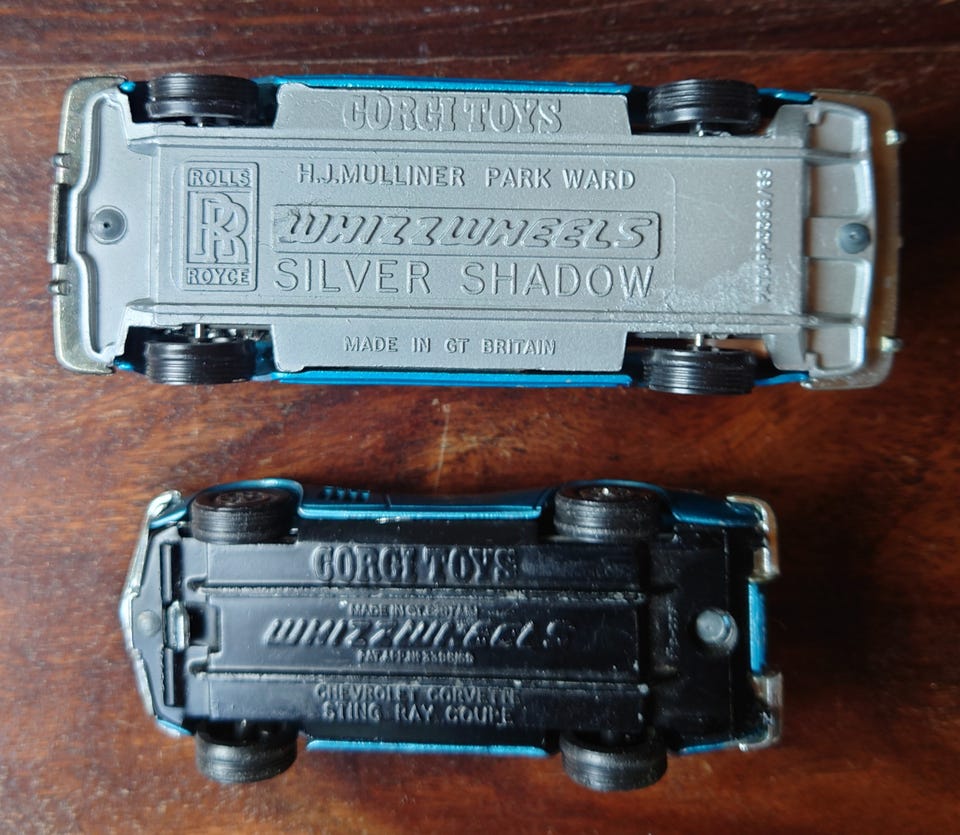 CORGI TOYS
ROLLS
RR
ROYCE
H.J.MULLINER PARK WARD
WHIZZWHEELS
SILVER SHADOW
MADE IN GT BRITAIN
CORGI TOYS
MADE IN GT BRITAIN
WHIZZWHEELS
CHEVROLET CORVETTE
STING RAY COUPE